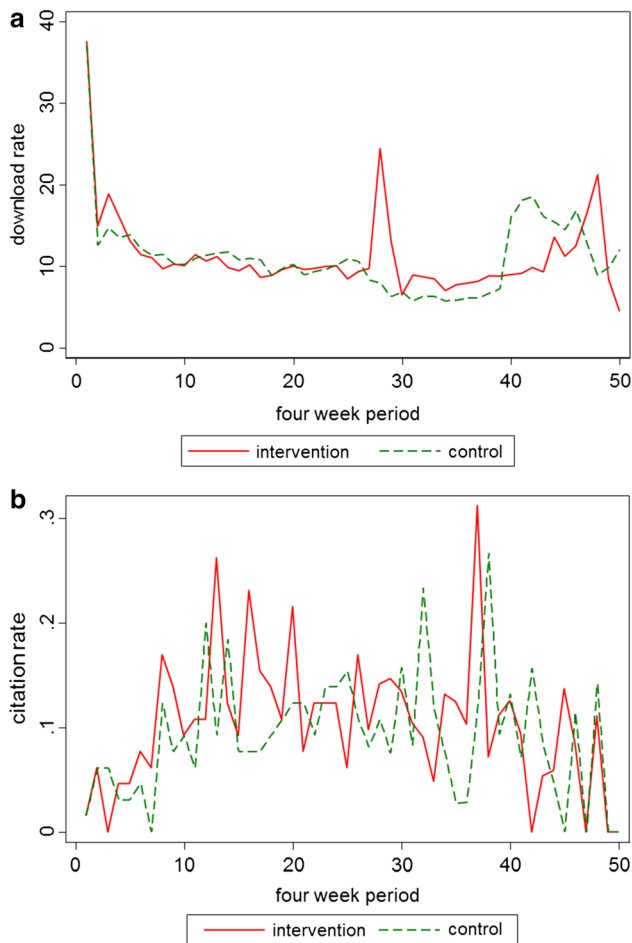 a
40
30
20
10
0
download rate
0 10 20 30 40 50
four week period
intervention control
b
.3
.2
.1
0
citation rate
0 10 20 30 40 50
four week period
intervention control